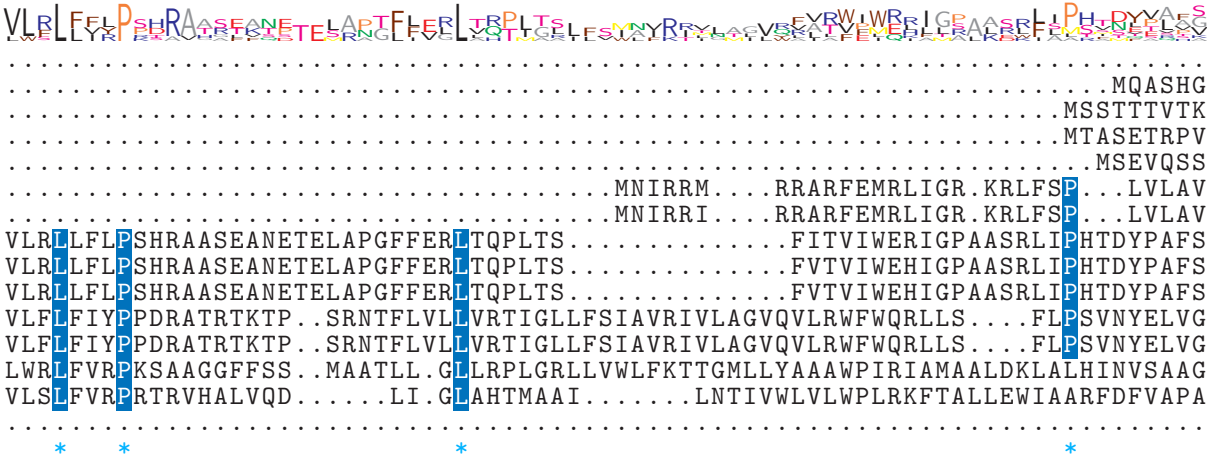 ...........................................................................
.....................................................................MQASHG
..................................................................MSSTTTVTK
..................................................................MTASETRPV
....................................................................MSEVQSS
......................................MNIRRM....RRARFEMRLIGR.KRLFSP...LVLAV
......................................MNIRRI....RRARFEMRLIGR.KRLFSP...LVLAV
VLRLLFLPSHRAASEANETELAPGFFERLTQPLTS..............FITVIWERIGPAASRLIPHTDYPAFS
VLRLLFLPSHRAASEANETELAPGFFERLTQPLTS..............FVTVIWEHIGPAASRLIPHTDYPAFS
VLRLLFLPSHRAASEANETELAPGFFERLTQPLTS..............FVTVIWEHIGPAASRLIPHTDYPAFS
VLFLFIYPPDRATRTKTP..SRNTFLVLLVRTIGLLFSIAVRIVLAGVQVLRWFWQRLLS....FLPSVNYELVG
VLFLFIYPPDRATRTKTP..SRNTFLVLLVRTIGLLFSIAVRIVLAGVQVLRWFWQRLLS....FLPSVNYELVG
LWRLFVRPKSAAGGFFSS..MAATLL.GLLRPLGRLLVWLFKTTGMLLYAAAWPIRIAMAALDKLALHINVSAAG
VLSLFVRPRTRVHALVQD......LI.GLAHTMAAI.......LNTIVWLVLWPLRKFTALLEWIAARFDFVAPA
...........................................................................
* * * *